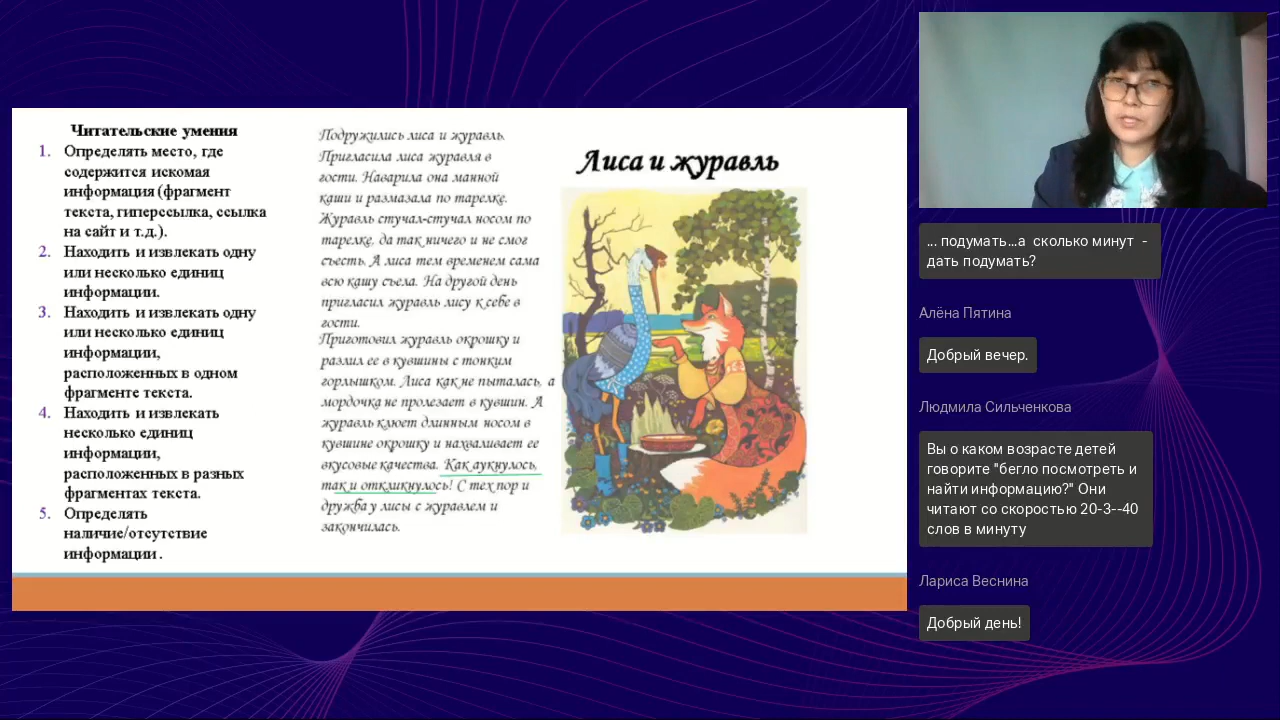 Читательские умения
1. Определять место, где
содержится искомая
информация (фрагмент
текста, гиперссылка, ссылка
на сайт и т.д.).
2. Находить и извлекать одну
или несколько единиц
информации.
3. Находить и извлекать одну
или несколько единиц
информации,
расположенных в одном
фрагменте текста.
4. Находить и извлекать
несколько единиц
информации,
расположенных в разных
фрагментах текста.
5. Определять
наличие/отсутствие
информации .
Подружились лиса и журавль.
Пригласила лиса журавля в
гости. Наварила она манной
каши и размазала по тарелке.
Журавль стучал-стучал носом по
тарелке, да так ничего и не смог
съесть. А лиса тем временем сама
всю кашу съела. На другой день
пригласил журавль лису к себе в
гости.
Приготовил журавль окрошку и
разлил ее в кувшины с тонким
горлышком. Лиса как не пыталась, а
мордочка не пролезает в кувшин. А
журавль клюет длинным носом в
кувшине окрошку и нахваливает ее
вкусовые качества. Как аукнулось,
так и откликнулось! С тех пор и
дружба у лисы с журавлем и
закончилась.
Лиса и журавль
... подумать...а сколько минут -
дать подумать?
Алёна Пятина
Добрый вечер.
Людмила Сильченкова
Вы о каком возрасте детей
говорите "бегло посмотреть и
найти информацию?" Они
читают со скоростью 20-3--40
слов в минуту
Лариса Веснина
Добрый день!